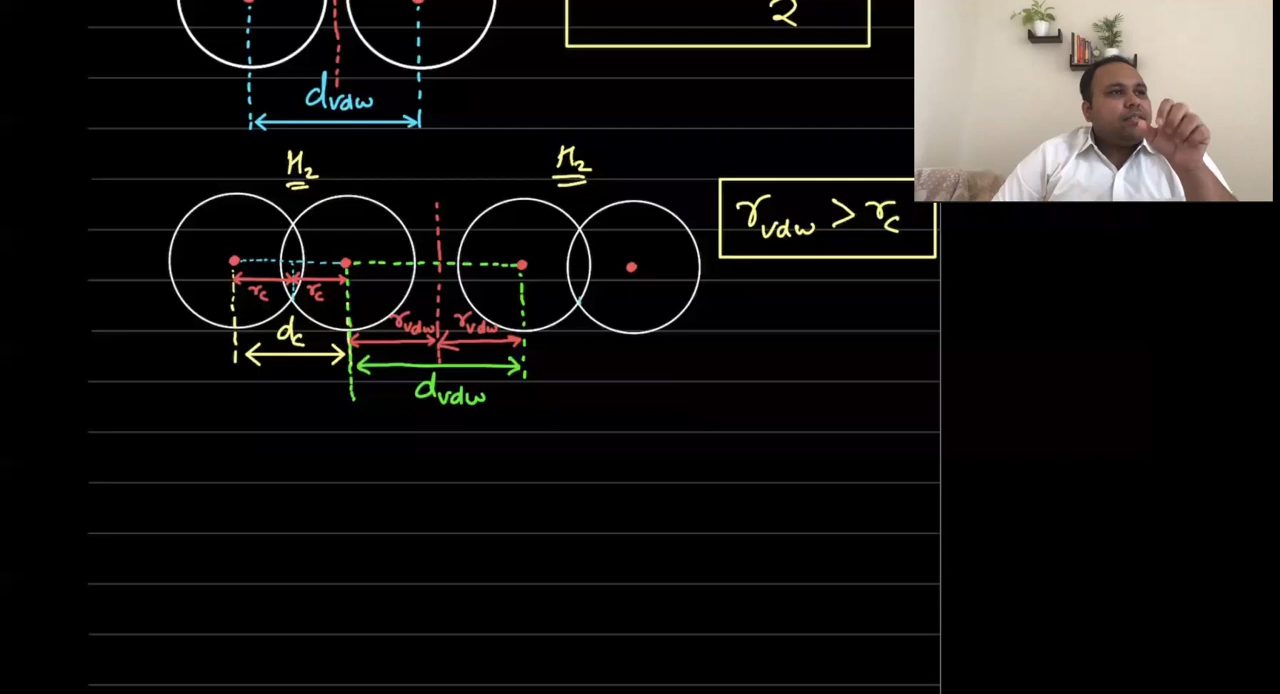 2
d_vdw
H₂
H₂
r_vdw > r_c
r_c r_c
r_vdw r_vdw
d_c
d_vdw